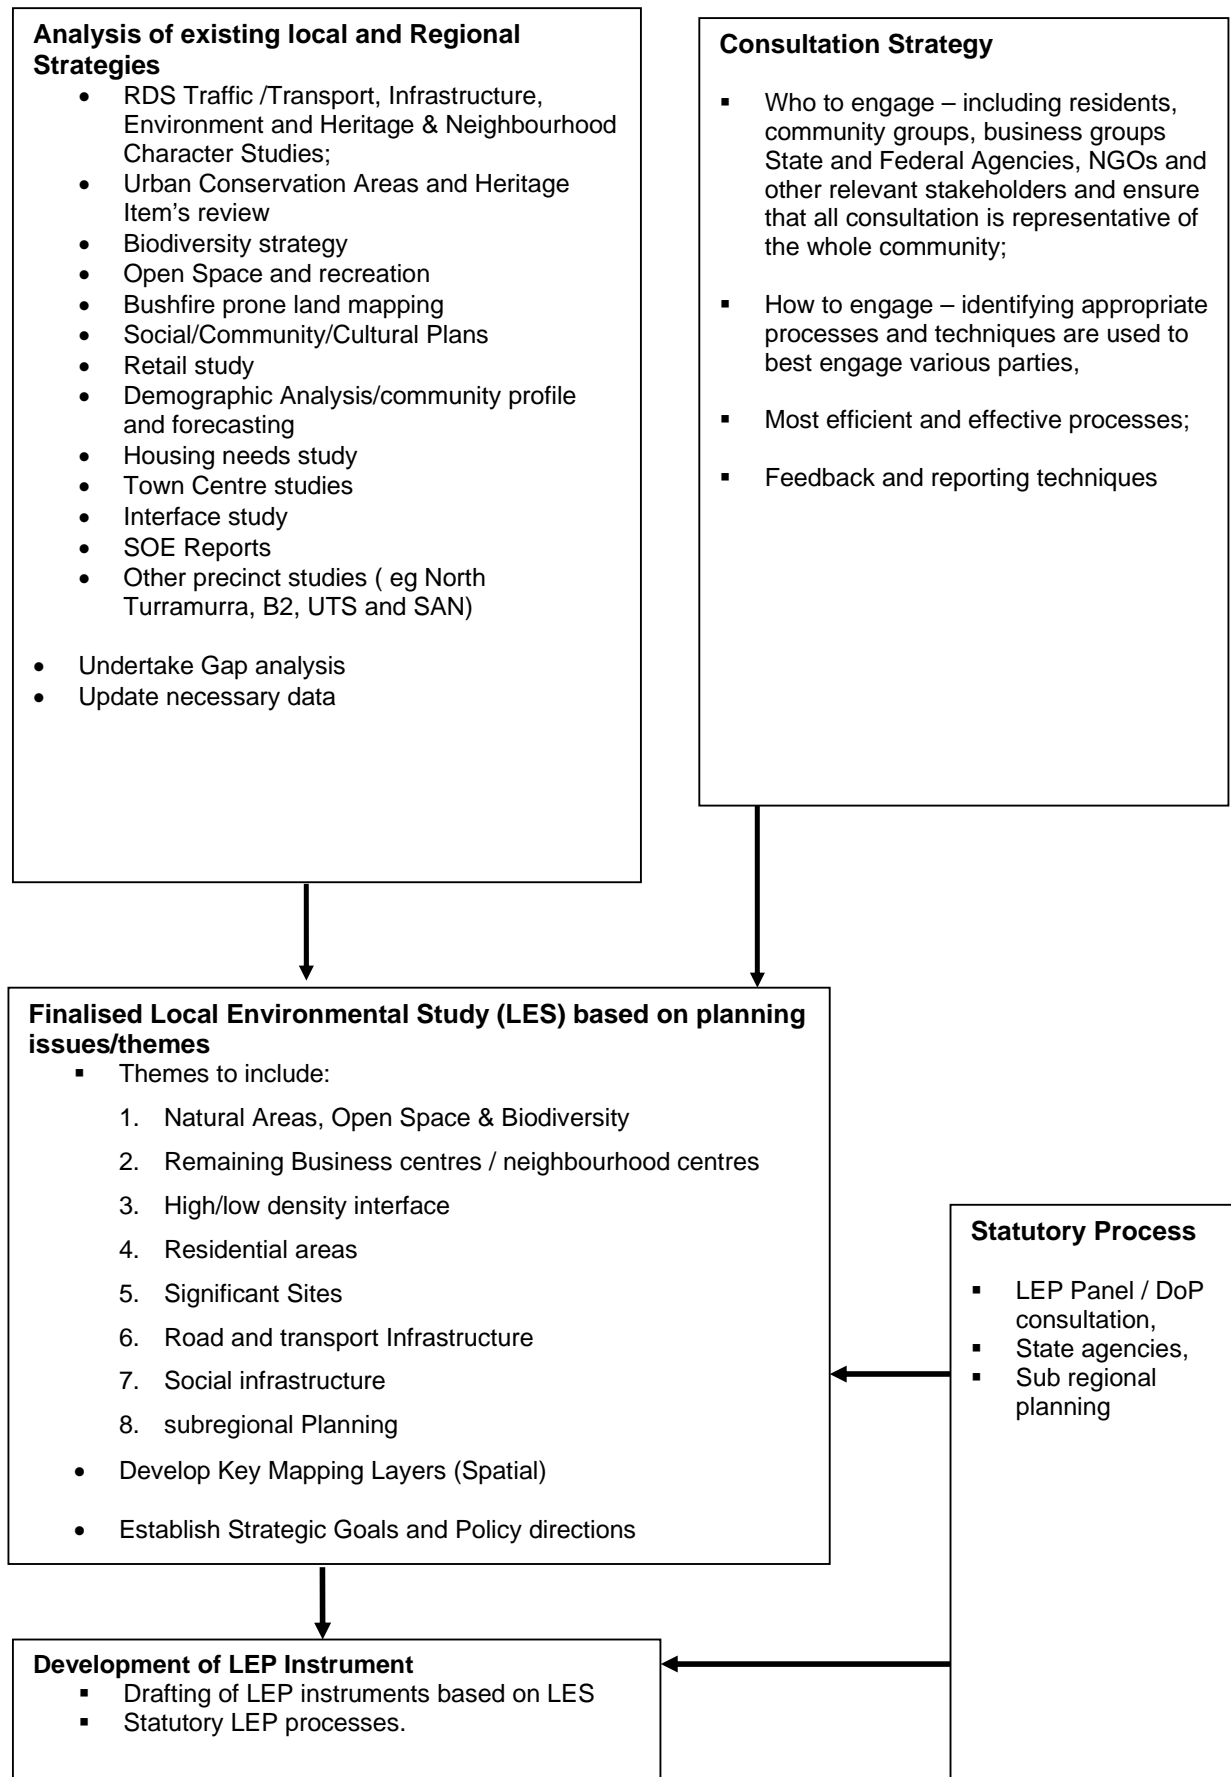 Analysis of existing local and Regional
Strategies
• RDS Traffic /Transport, Infrastructure,
Environment and Heritage & Neighbourhood
Character Studies;
• Urban Conservation Areas and Heritage
Item’s review
• Biodiversity strategy
• Open Space and recreation
• Bushfire prone land mapping
• Social/Community/Cultural Plans
• Retail study
• Demographic Analysis/community profile
and forecasting
• Housing needs study
• Town Centre studies
• Interface study
• SOE Reports
• Other precinct studies ( eg North
Turramurra, B2, UTS and SAN)
• Undertake Gap analysis
• Update necessary data
Consultation Strategy
▪ Who to engage – including residents,
community groups, business groups
State and Federal Agencies, NGOs and
other relevant stakeholders and ensure
that all consultation is representative of
the whole community;
▪ How to engage – identifying appropriate
processes and techniques are used to
best engage various parties,
▪ Most efficient and effective processes;
▪ Feedback and reporting techniques
Finalised Local Environmental Study (LES) based on planning
issues/themes
▪ Themes to include:
1. Natural Areas, Open Space & Biodiversity
2. Remaining Business centres / neighbourhood centres
3. High/low density interface
4. Residential areas
5. Significant Sites
6. Road and transport Infrastructure
7. Social infrastructure
8. subregional Planning
• Develop Key Mapping Layers (Spatial)
• Establish Strategic Goals and Policy directions
Statutory Process
▪ LEP Panel / DoP
consultation,
▪ State agencies,
▪ Sub regional
planning
Development of LEP Instrument
▪ Drafting of LEP instruments based on LES
▪ Statutory LEP processes.